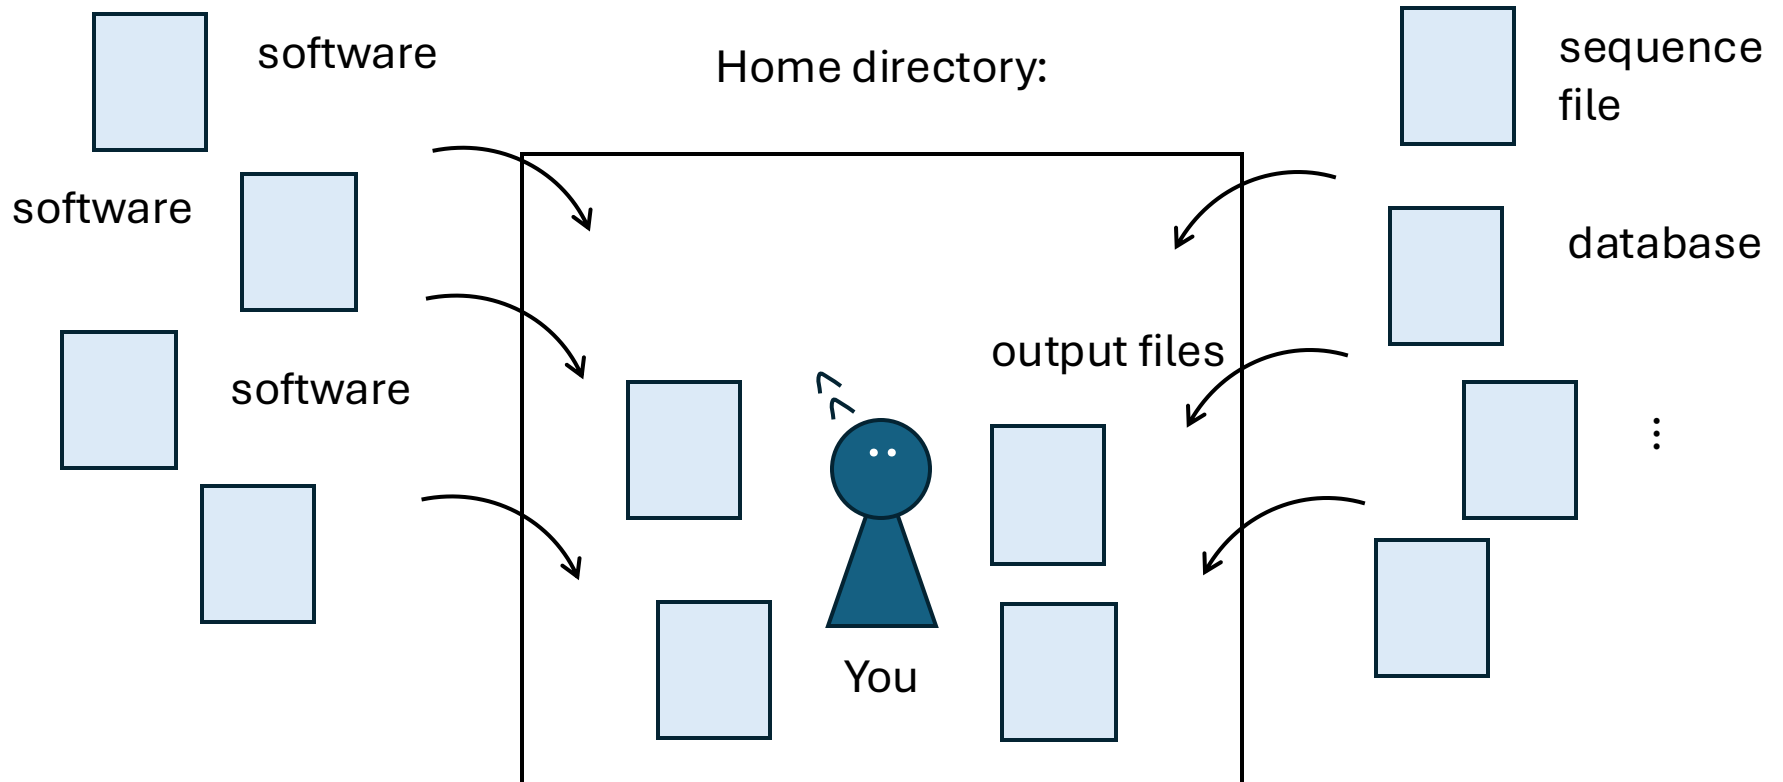 software
Home directory:
sequence
file
software
database
output files
software
⋮
You